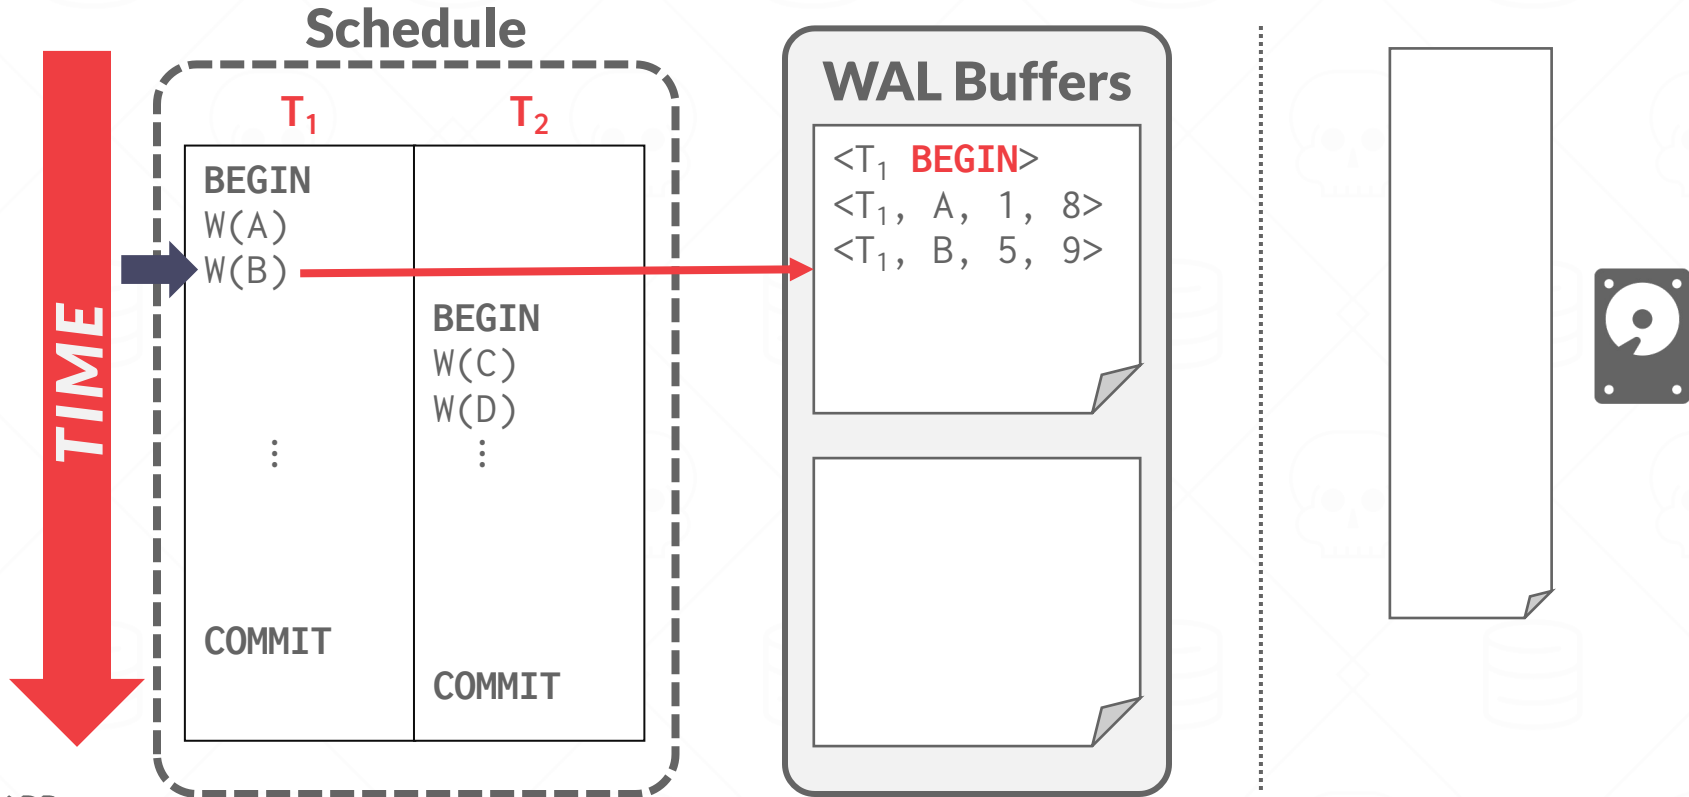 Schedule
WAL Buffers
TIME
T₁ T₂
BEGIN
W(A)
W(B)
⋮
COMMIT
BEGIN
W(C)
W(D)
⋮
COMMIT
<T₁ BEGIN>
<T₁, A, 1, 8>
<T₁, B, 5, 9>